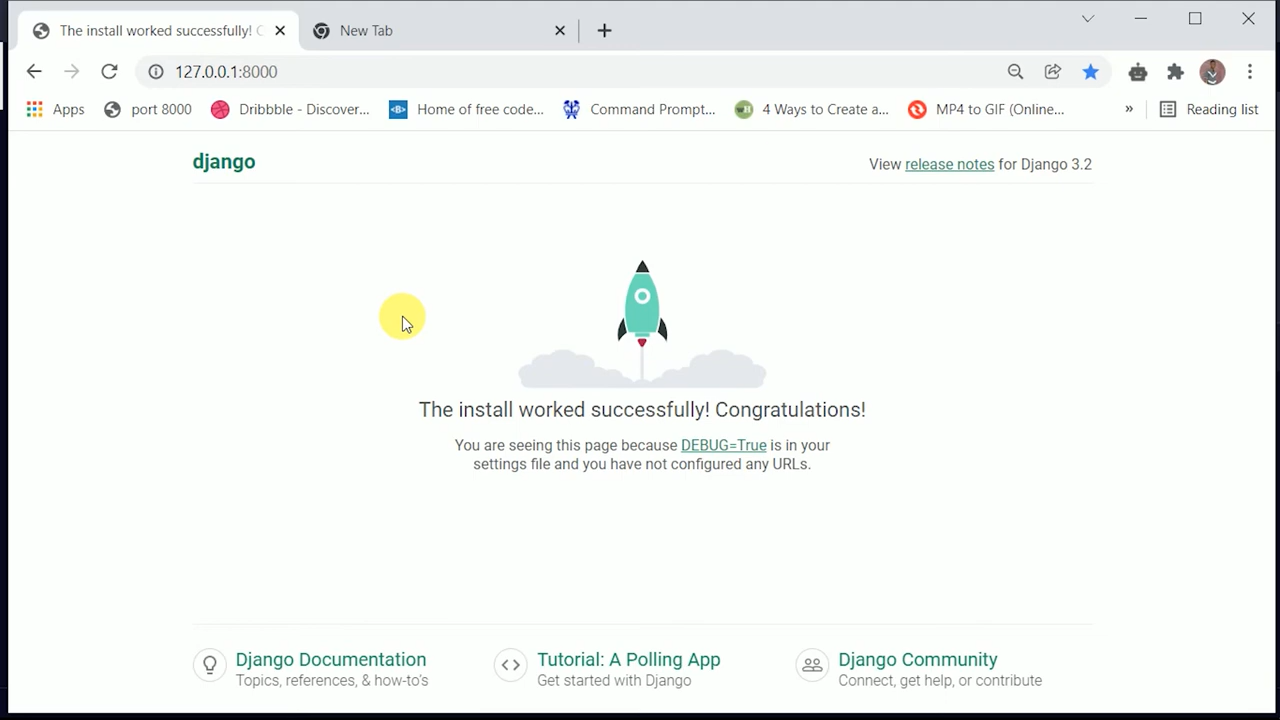 The install worked successfully! C
New Tab
127.0.0.1:8000
Apps
port 8000
Dribbble - Discover...
Home of free code...
Command Prompt...
4 Ways to Create a...
MP4 to GIF (Online...
»
Reading list
django
View release notes for Django 3.2
The install worked successfully! Congratulations!
You are seeing this page because DEBUG=True is in your
settings file and you have not configured any URLs.
Django Documentation
Topics, references, & how-to's
Tutorial: A Polling App
Get started with Django
Django Community
Connect, get help, or contribute